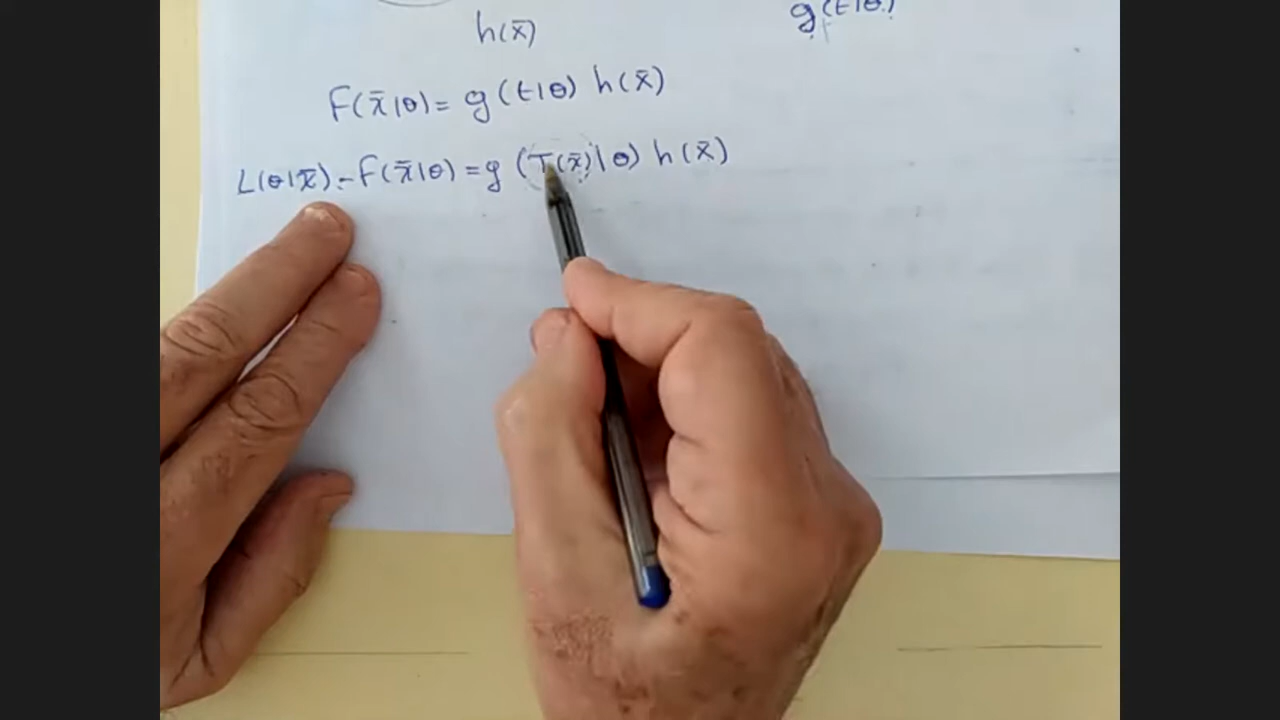 h(x̄)
g(t|θ)
F(x̄|θ) = g(t|θ) h(x̄)
L(θ|x̄) = F(x̄|θ) = g(T(x̄)|θ) h(x̄)